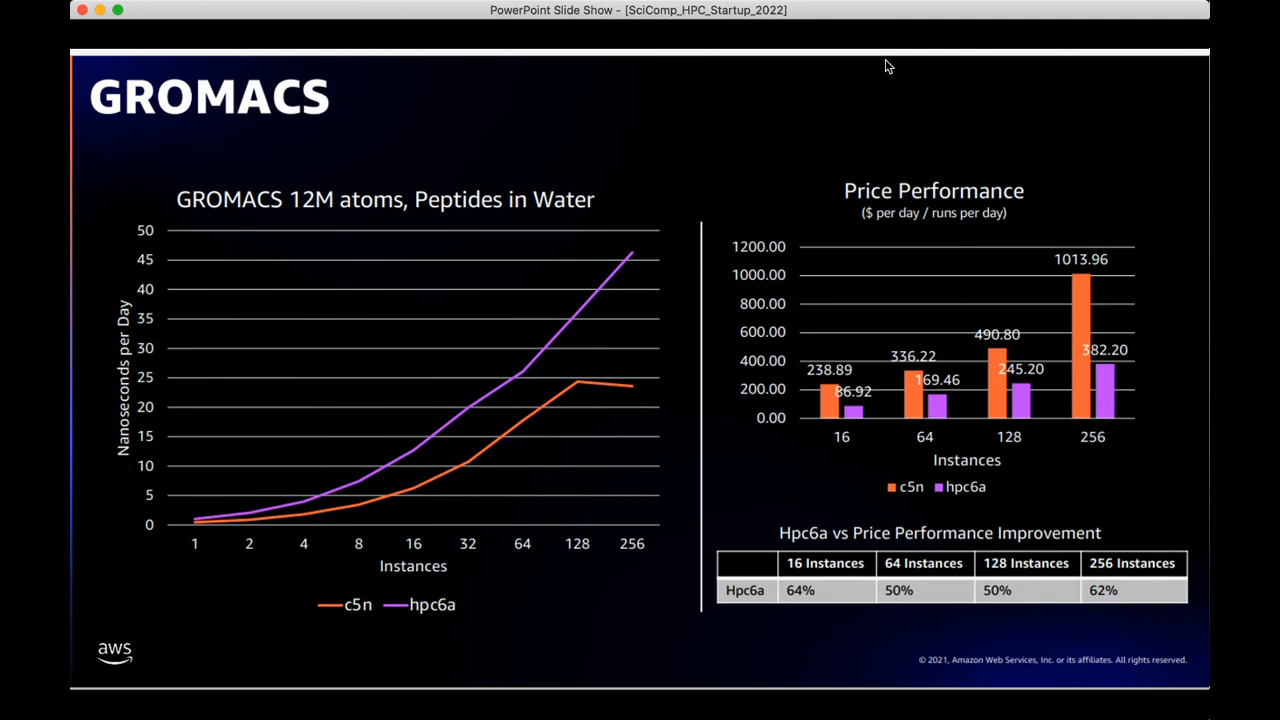 PowerPoint Slide Show - [SciComp_HPC_Startup_2022]
GROMACS
GROMACS 12M atoms, Peptides in Water
50
45
40
35
30
25
20
15
10
5
0
Nanoseconds per Day
1 2 4 8 16 32 64 128 256
Instances
c5n hpc6a
Price Performance
($ per day / runs per day)
1200.00
1000.00
800.00
600.00
400.00
200.00
0.00
238.89 86.92 336.22 169.46 490.80 245.20 1013.96 382.20
16 64 128 256
Instances
c5n hpc6a
Hpc6a vs Price Performance Improvement
16 Instances 64 Instances 128 Instances 256 Instances
Hpc6a 64% 50% 50% 62%
aws
© 2021, Amazon Web Services, Inc. or its affiliates. All rights reserved.